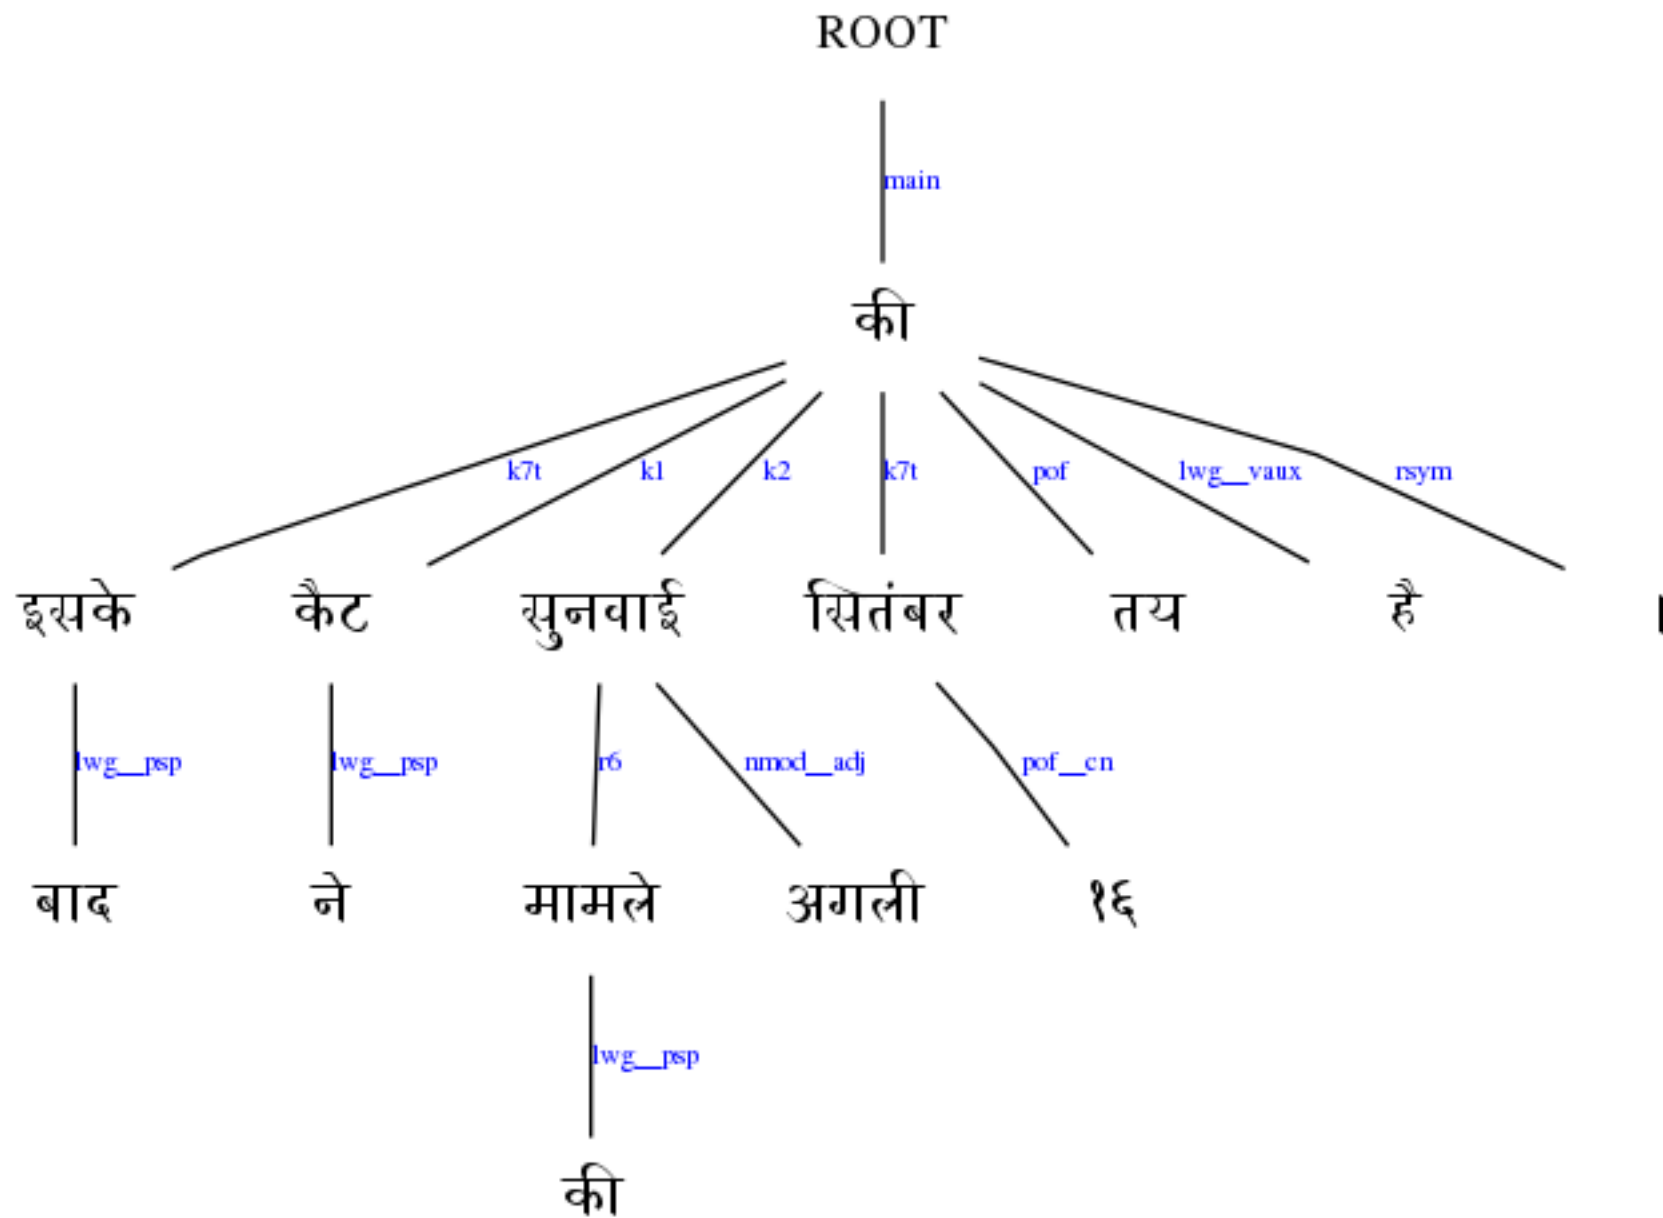 ROOT
main
की
k7t k1 k2 k7t pof lwg__vaux rsym
इसके कैट सुनवाई सितंबर तय है ।
lwg__psp lwg__psp r6 nmod__adj pof__cn
बाद ने मामले अगली १६
lwg__psp
की